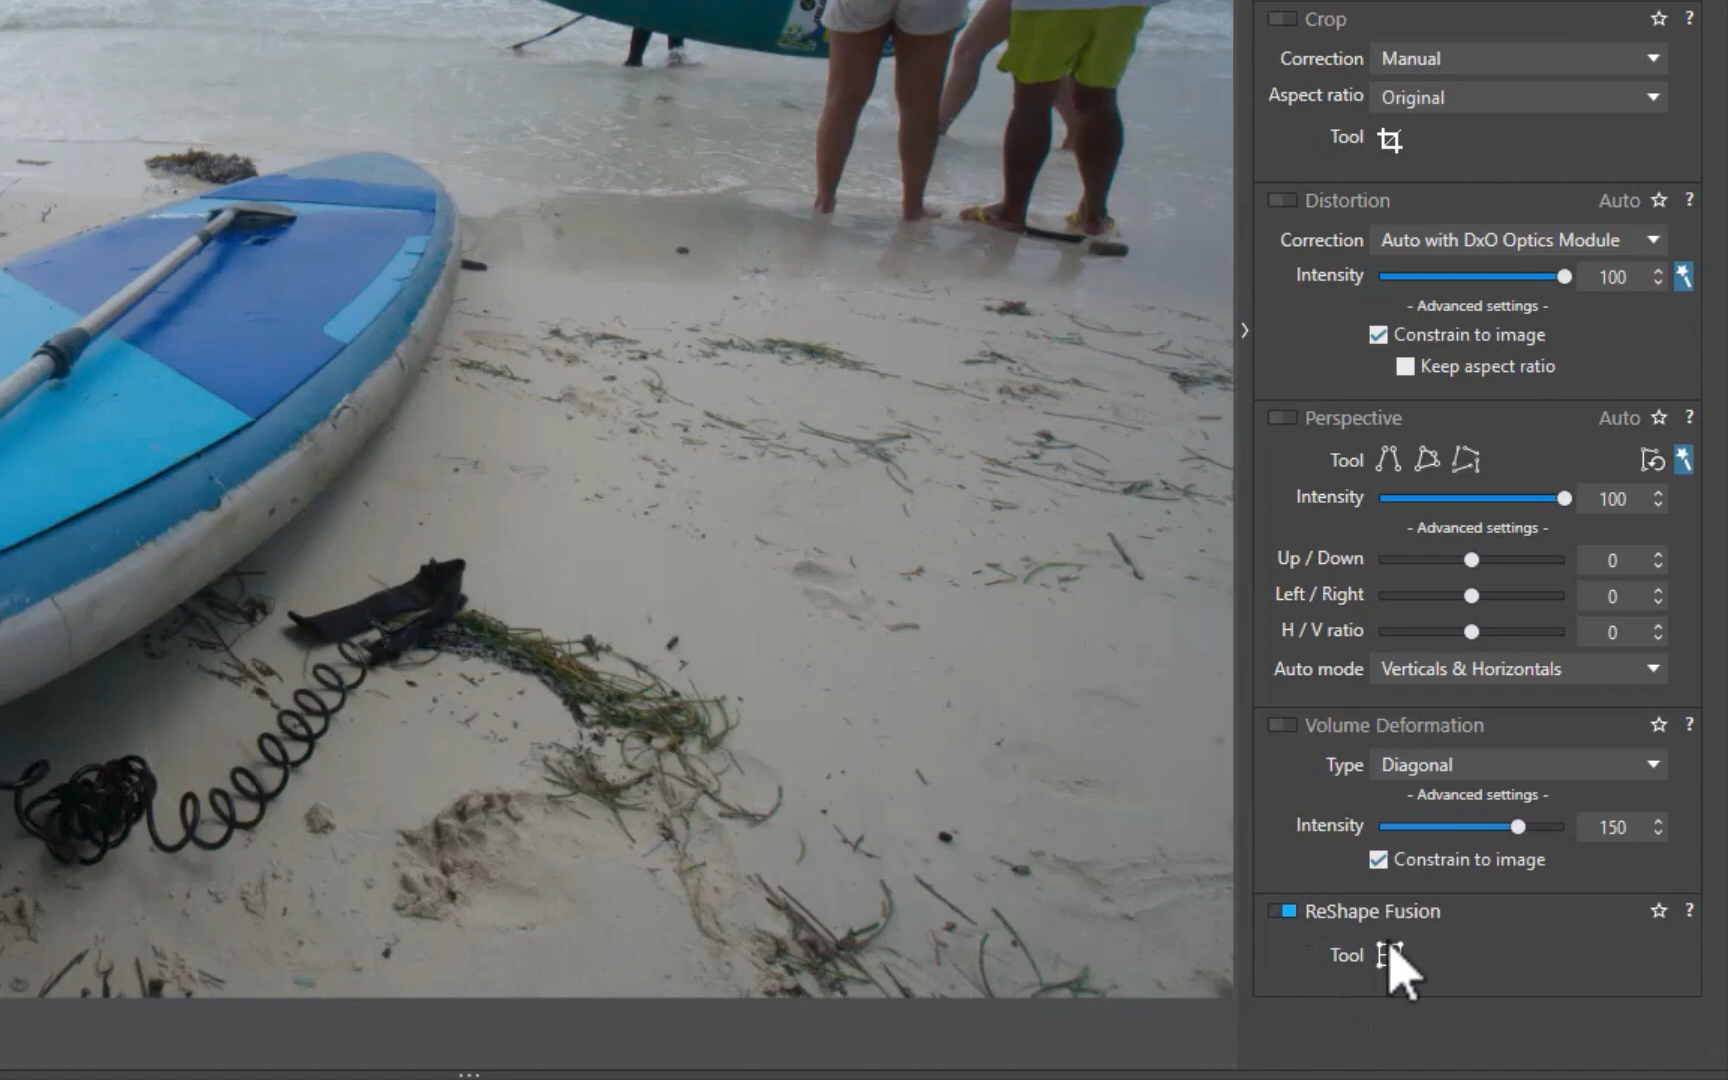 Crop ?
Correction Manual
Aspect ratio Original
Tool
Distortion Auto ?
Correction Auto with DxO Optics Module
Intensity 100
- Advanced settings -
Constrain to image
Keep aspect ratio
Perspective Auto ?
Tool
Intensity 100
- Advanced settings -
Up / Down 0
Left / Right 0
H / V ratio 0
Auto mode Verticals & Horizontals
Volume Deformation ?
Type Diagonal
- Advanced settings -
Intensity 150
Constrain to image
ReShape Fusion ?
Tool